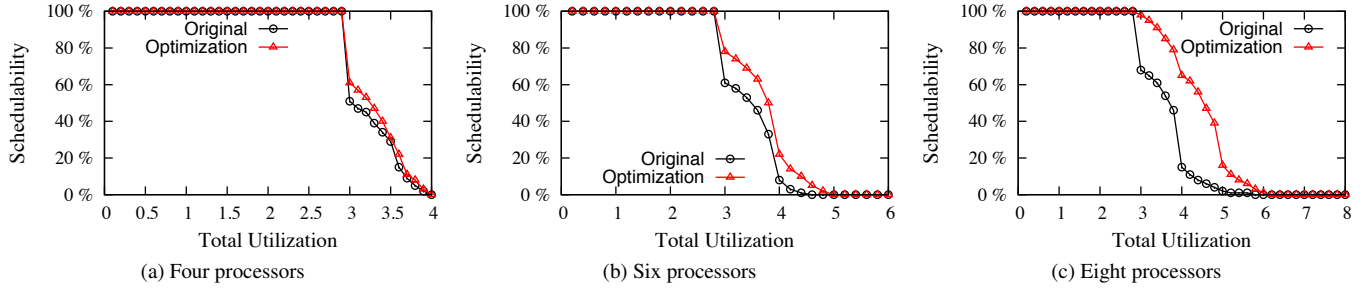 100 %
80 %
60 %
40 %
20 %
0 %
Schedulability
Original
Optimization
0 0.5 1 1.5 2 2.5 3 3.5 4
Total Utilization
(a) Four processors
100 %
80 %
60 %
40 %
20 %
0 %
Schedulability
Original
Optimization
0 1 2 3 4 5 6
Total Utilization
(b) Six processors
100 %
80 %
60 %
40 %
20 %
0 %
Schedulability
Original
Optimization
0 1 2 3 4 5 6 7 8
Total Utilization
(c) Eight processors